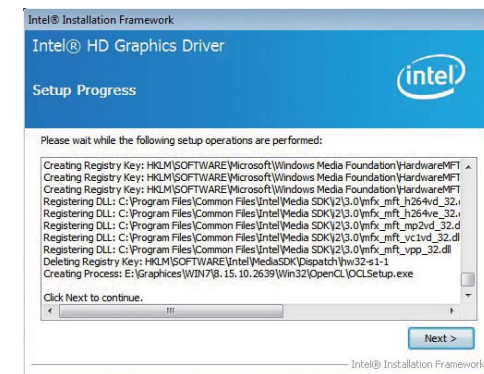 Intel® Installation Framework
Intel® HD Graphics Driver
intel
Setup Progress
Please wait while the following setup operations are performed:
Creating Registry Key: HKLM\SOFTWARE\Microsoft\Windows Media Foundation\HardwareMFT
Creating Registry Key: HKLM\SOFTWARE\Microsoft\Windows Media Foundation\HardwareMFT
Creating Registry Key: HKLM\SOFTWARE\Microsoft\Windows Media Foundation\HardwareMFT
Registering DLL: C:\Program Files\Common Files\Intel\Media SDK\i2\3.0\mfx_mft_h264vd_32.
Registering DLL: C:\Program Files\Common Files\Intel\Media SDK\i2\3.0\mfx_mft_h264ve_32.
Registering DLL: C:\Program Files\Common Files\Intel\Media SDK\i2\3.0\mfx_mft_mp2vd_32.d
Registering DLL: C:\Program Files\Common Files\Intel\Media SDK\i2\3.0\mfx_mft_vc1vd_32.dl
Registering DLL: C:\Program Files\Common Files\Intel\Media SDK\i2\3.0\mfx_mft_vpp_32.dll
Deleting Registry Key: HKLM\SOFTWARE\Intel\MediaSDK\Dispatch\hw32-s1-1
Creating Process: E:\Graphices\WIN7\8.15.10.2639\Win32\OpenCL\OCLSetup.exe
Click Next to continue.
Next >
Intel® Installation Framework